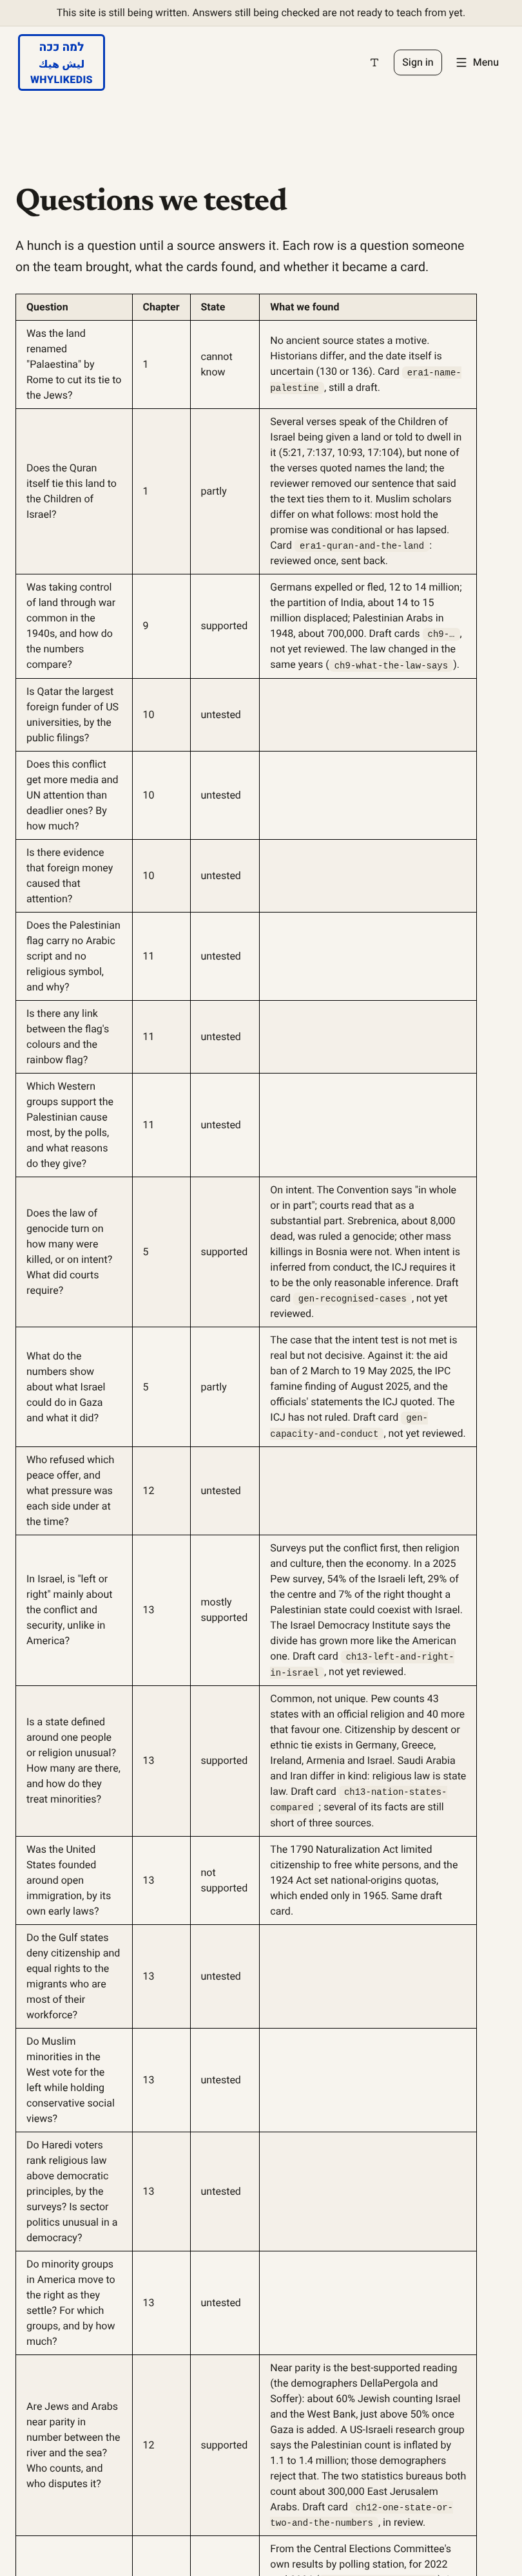 This site is still being written. Answers still being checked are not ready to teach from yet.
למה ככה
ليش هيك
WHYLIKEDIS
T
Sign in
Menu
Questions we tested
A hunch is a question until a source answers it. Each row is a question someone
on the team brought, what the cards found, and whether it became a card.
Question Chapter State What we found
Was the land
renamed
"Palaestina" by
Rome to cut its tie to
the Jews?
1
cannot
know
No ancient source states a motive.
Historians differ, and the date itself is
uncertain (130 or 136). Card era1-name-
palestine , still a draft.
Does the Quran
itself tie this land to
the Children of
Israel?
1
partly
Several verses speak of the Children of
Israel being given a land or told to dwell in
it (5:21, 7:137, 10:93, 17:104), but none of
the verses quoted names the land; the
reviewer removed our sentence that said
the text ties them to it. Muslim scholars
differ on what follows: most hold the
promise was conditional or has lapsed.
Card era1-quran-and-the-land :
reviewed once, sent back.
Was taking control
of land through war
common in the
1940s, and how do
the numbers
compare?
9
supported
Germans expelled or fled, 12 to 14 million;
the partition of India, about 14 to 15
million displaced; Palestinian Arabs in
1948, about 700,000. Draft cards ch9-… ,
not yet reviewed. The law changed in the
same years ( ch9-what-the-law-says ).
Is Qatar the largest
foreign funder of US
universities, by the
public filings?
10
untested
Does this conflict
get more media and
UN attention than
deadlier ones? By
how much?
10
untested
Is there evidence
that foreign money
caused that
attention?
10
untested
Does the Palestinian
flag carry no Arabic
script and no
religious symbol,
and why?
11
untested
Is there any link
between the flag's
colours and the
rainbow flag?
11
untested
Which Western
groups support the
Palestinian cause
most, by the polls,
and what reasons
do they give?
11
untested
Does the law of
genocide turn on
how many were
killed, or on intent?
What did courts
require?
5
supported
On intent. The Convention says "in whole
or in part"; courts read that as a
substantial part. Srebrenica, about 8,000
dead, was ruled a genocide; other mass
killings in Bosnia were not. When intent is
inferred from conduct, the ICJ requires it
to be the only reasonable inference. Draft
card gen-recognised-cases , not yet
reviewed.
What do the
numbers show
about what Israel
could do in Gaza
and what it did?
5
partly
The case that the intent test is not met is
real but not decisive. Against it: the aid
ban of 2 March to 19 May 2025, the IPC
famine finding of August 2025, and the
officials' statements the ICJ quoted. The
ICJ has not ruled. Draft card gen-
capacity-and-conduct , not yet reviewed.
Who refused which
peace offer, and
what pressure was
each side under at
the time?
12
untested
In Israel, is "left or
right" mainly about
the conflict and
security, unlike in
America?
13
mostly
supported
Surveys put the conflict first, then religion
and culture, then the economy. In a 2025
Pew survey, 54% of the Israeli left, 29% of
the centre and 7% of the right thought a
Palestinian state could coexist with Israel.
The Israel Democracy Institute says the
divide has grown more like the American
one. Draft card ch13-left-and-right-
in-israel , not yet reviewed.
Is a state defined
around one people
or religion unusual?
How many are there,
and how do they
treat minorities?
13
supported
Common, not unique. Pew counts 43
states with an official religion and 40 more
that favour one. Citizenship by descent or
ethnic tie exists in Germany, Greece,
Ireland, Armenia and Israel. Saudi Arabia
and Iran differ in kind: religious law is state
law. Draft card ch13-nation-states-
compared ; several of its facts are still
short of three sources.
Was the United
States founded
around open
immigration, by its
own early laws?
13
not
supported
The 1790 Naturalization Act limited
citizenship to free white persons, and the
1924 Act set national-origins quotas,
which ended only in 1965. Same draft
card.
Do the Gulf states
deny citizenship and
equal rights to the
migrants who are
most of their
workforce?
13
untested
Do Muslim
minorities in the
West vote for the
left while holding
conservative social
views?
13
untested
Do Haredi voters
rank religious law
above democratic
principles, by the
surveys? Is sector
politics unusual in a
democracy?
13
untested
Do minority groups
in America move to
the right as they
settle? For which
groups, and by how
much?
13
untested
Are Jews and Arabs
near parity in
number between the
river and the sea?
Who counts, and
who disputes it?
12
supported
Near parity is the best-supported reading
(the demographers DellaPergola and
Soffer): about 60% Jewish counting Israel
and the West Bank, just above 50% once
Gaza is added. A US-Israeli research group
says the Palestinian count is inflated by
1.1 to 1.4 million; those demographers
reject that. The two statistics bureaus both
count about 300,000 East Jerusalem
Arabs. Draft card ch12-one-state-or-
two-and-the-numbers , in review.
From the Central Elections Committee's
own results by polling station, for 2022